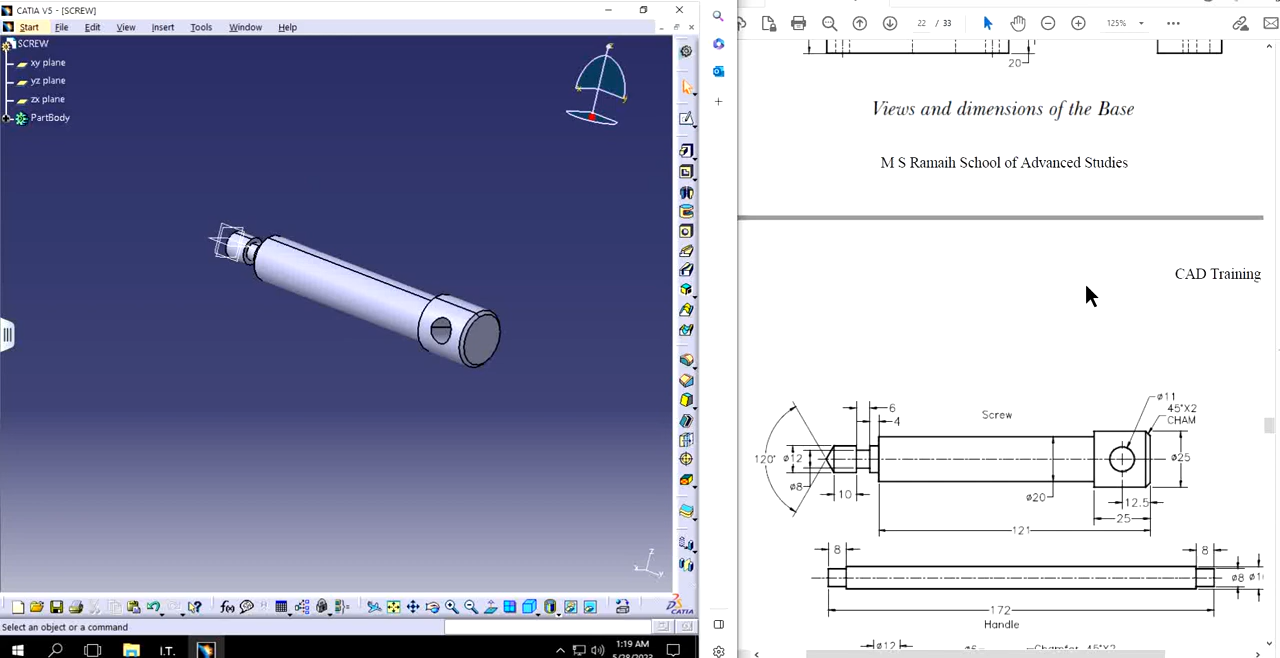 CATIA V5 - [SCREW]
Start File Edit View Insert Tools Window Help
SCREW
xy plane
yz plane
zx plane
PartBody
z
x
y
Select an object or a command
CATIA
I.T.
1:19 AM
22 / 33
125%
20
Views and dimensions of the Base
M S Ramaih School of Advanced Studies
CAD Training
Screw
6
4
ø11
45°X2
CHAM
120°
ø12
ø8
10
ø20
ø25
12.5
25
121
8
8
ø8
172
Handle
ø12